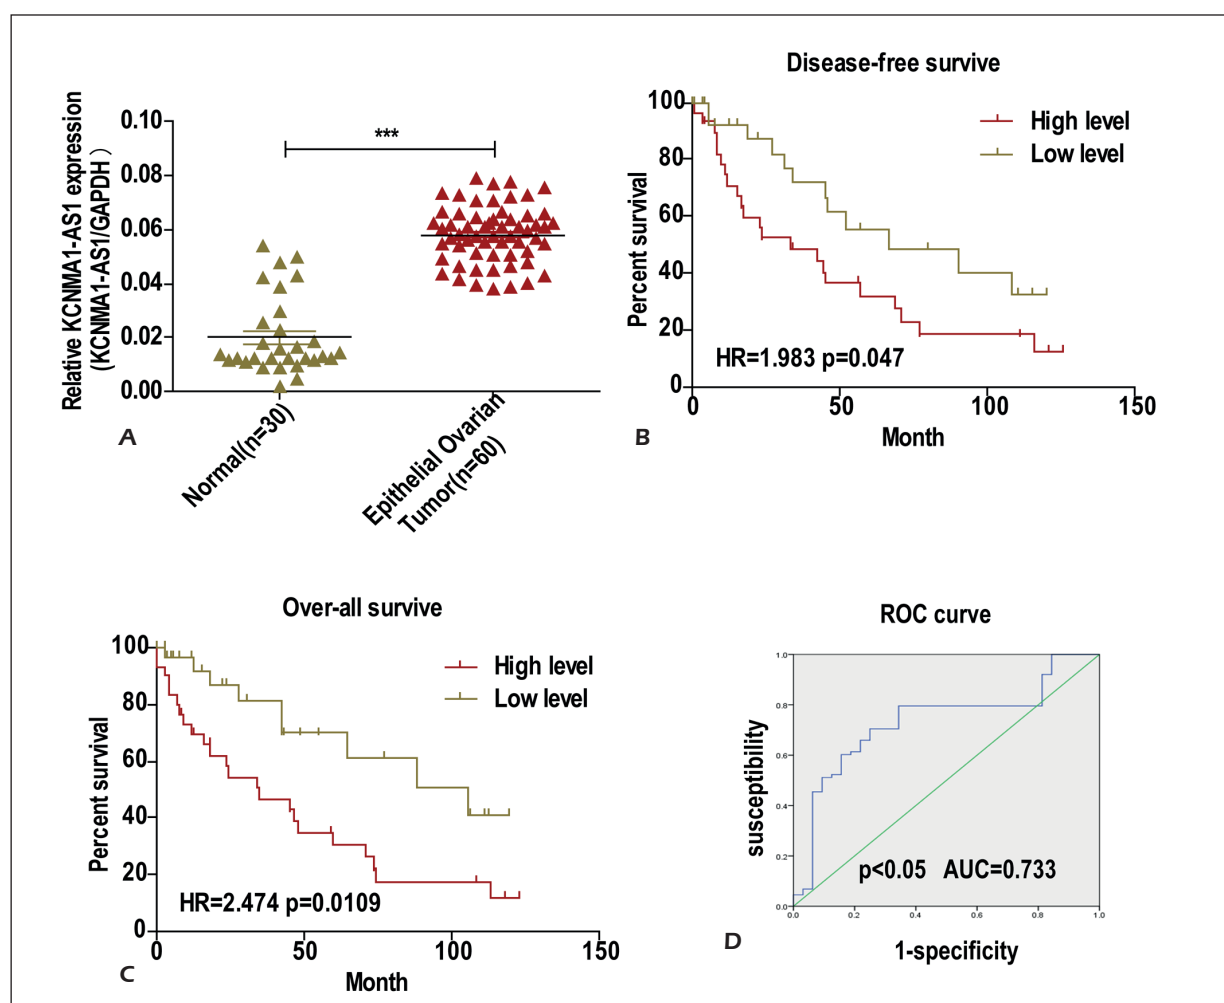 Relative KCNMA1-AS1 expression
(KCNMA1-AS1/GAPDH )
0.10
0.08
0.06
0.04
0.02
0.00
***
Normal(n=30)
Epithelial Ovarian
Tumor(n=60)
A
Disease-free survive
Percent survival
100
80
60
40
20
0
High level
Low level
HR=1.983 p=0.047
0 50 100 150
Month
B
Over-all survive
Percent survival
100
80
60
40
20
0
High level
Low level
HR=2.474 p=0.0109
0 50 100 150
Month
C
ROC curve
susceptibility
1.0
0.8
0.6
0.4
0.2
0.0
p<0.05 AUC=0.733
0.0 0.2 0.4 0.6 0.8 1.0
1-specificity
D